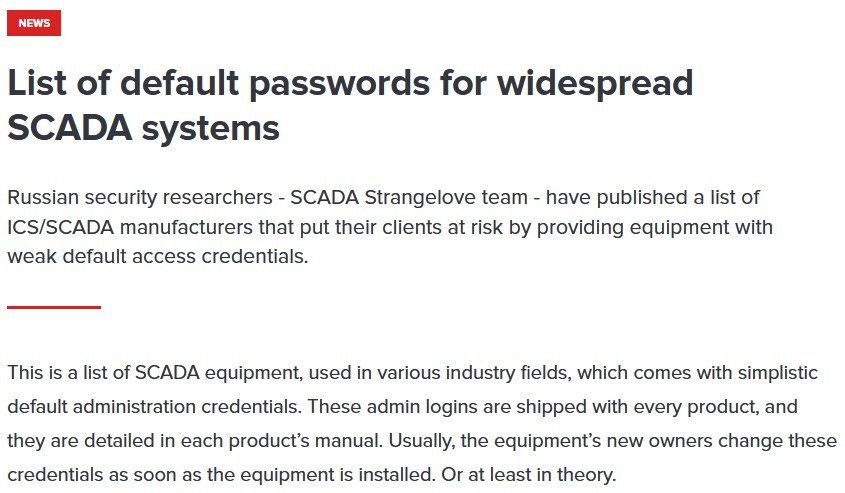 NEWS
List of default passwords for widespread
SCADA systems
Russian security researchers - SCADA Strangelove team - have published a list of
ICS/SCADA manufacturers that put their clients at risk by providing equipment with
weak default access credentials.
This is a list of SCADA equipment, used in various industry fields, which comes with simplistic
default administration credentials. These admin logins are shipped with every product, and
they are detailed in each product’s manual. Usually, the equipment’s new owners change these
credentials as soon as the equipment is installed. Or at least in theory.